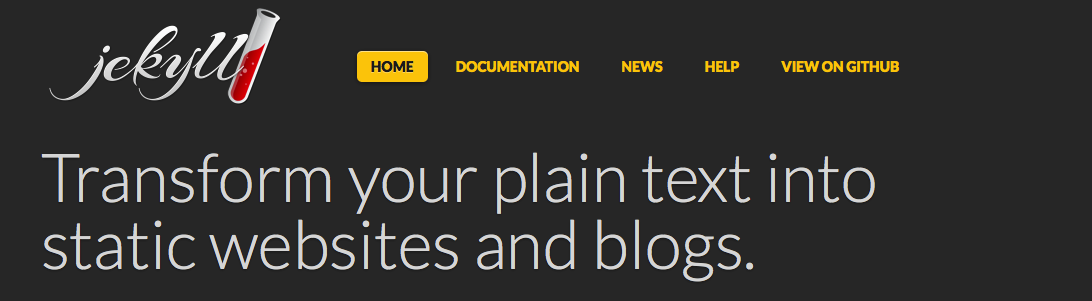 jekyll
HOME DOCUMENTATION NEWS HELP VIEW ON GITHUB
Transform your plain text into
static websites and blogs.